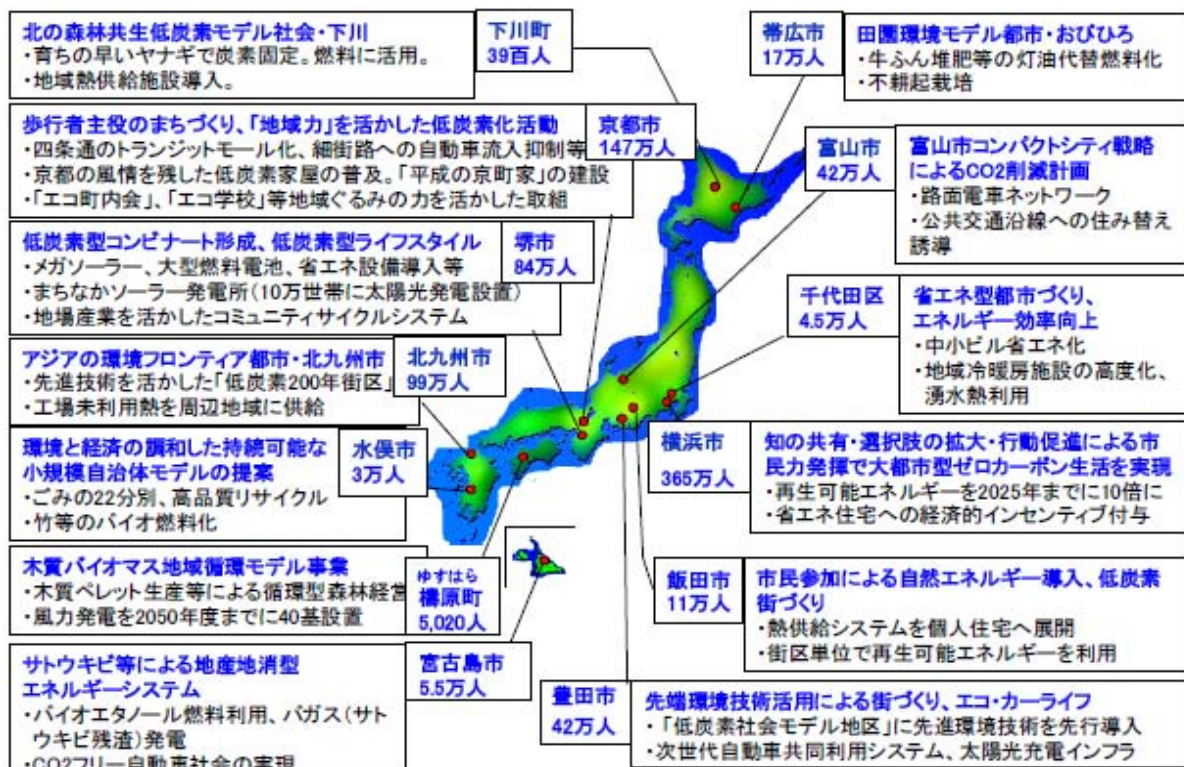 北の森林共生低炭素モデル社会・下川
・育ちの早いヤナギで炭素固定。燃料に活用。
・地域熱供給施設導入。
下川町
39百人
帯広市
17万人
田園環境モデル都市・おびひろ
・牛ふん堆肥等の灯油代替燃料化
・不耕起栽培
歩行者主役のまちづくり、「地域力」を活かした低炭素化活動
・四条通のトランジットモール化、細街路への自動車流入抑制等
・京都の風情を残した低炭素家屋の普及。「平成の京町家」の建設
・「エコ町内会」、「エコ学校」等地域ぐるみの力を活かした取組
京都市
147万人
富山市
42万人
富山市コンパクトシティ戦略
によるCO2削減計画
・路面電車ネットワーク
・公共交通沿線への住み替え
誘導
低炭素型コンビナート形成、低炭素型ライフスタイル
・メガソーラー、大型燃料電池、省エネ設備導入等
・まちなかソーラー発電所(10万世帯に太陽光発電設置)
・地場産業を活かしたコミュニティサイクルシステム
堺市
84万人
千代田区
4.5万人
省エネ型都市づくり、
エネルギー効率向上
・中小ビル省エネ化
・地域冷暖房施設の高度化、
湧水熱利用
アジアの環境フロンティア都市・北九州市
・先進技術を活かした「低炭素200年街区」
・工場未利用熱を周辺地域に供給
北九州市
99万人
環境と経済の調和した持続可能な
小規模自治体モデルの提案
・ごみの22分別、高品質リサイクル
・竹等のバイオ燃料化
水俣市
3万人
横浜市
365万人
知の共有・選択肢の拡大・行動促進による市
民力発揮で大都市型ゼロカーボン生活を実現
・再生可能エネルギーを2025年までに10倍に
・省エネ住宅への経済的インセンティブ付与
木質バイオマス地域循環モデル事業
・木質ペレット生産等による循環型森林経営
・風力発電を2050年度までに40基設置
ゆすはら
檮原町
5,020人
飯田市
11万人
市民参加による自然エネルギー導入、低炭素
街づくり
・熱供給システムを個人住宅へ展開
・街区単位で再生可能エネルギーを利用
サトウキビ等による地産地消型
エネルギーシステム
・バイオエタノール燃料利用、バガス(サト
ウキビ残渣)発電
・CO2フリー自動車社会の実現
宮古島市
5.5万人
豊田市
42万人
先端環境技術活用による街づくり、エコ・カーライフ
・「低炭素社会モデル地区」に先進環境技術を先行導入
・次世代自動車共同利用システム、太陽光充電インフラ